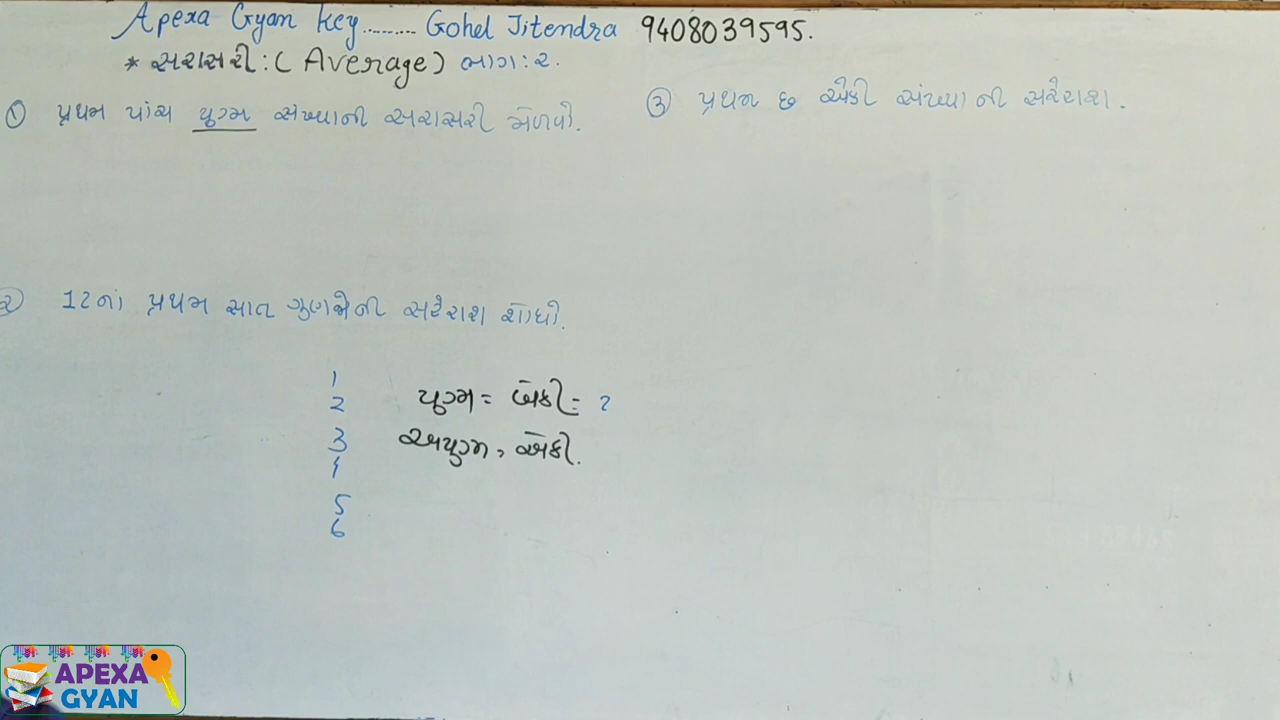 Apexa Gyan Key......... Gohel Jitendra 9408039595.
* સરાસરી : ( Average) ભાગ : ૨.
① પ્રથમ પાંચ યુગ્મ સંખ્યાની સરાસરી મેળવો.
③ પ્રથમ છ એકી સંખ્યા ની સરેરાશ.
② 12નાં પ્રથમ સાત ગુણકોની સરેરાશ શોધો.
1
2 યુગ્મ = બેકી = 2
3 અયુગ્મ = એકી.
4
5
6
APEXA
GYAN